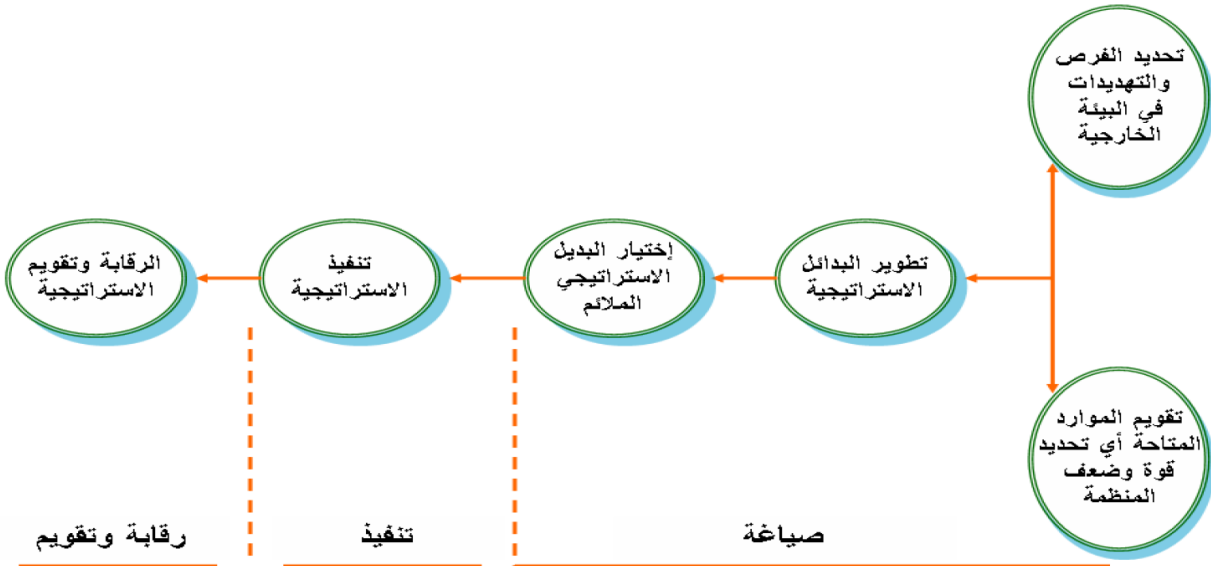 تحديد الفرص
والتهديدات
في البيئة
الخارجية
تقويم الموارد
المتاحة أي تحديد
قوة وضعف
المنظمة
تطوير البدائل
الاستراتيجية
إختيار البديل
الاستراتيجي
الملائم
تنفيذ
الاستراتيجية
الرقابة وتقويم
الاستراتيجية
صياغة
تنفيذ
رقابة وتقويم